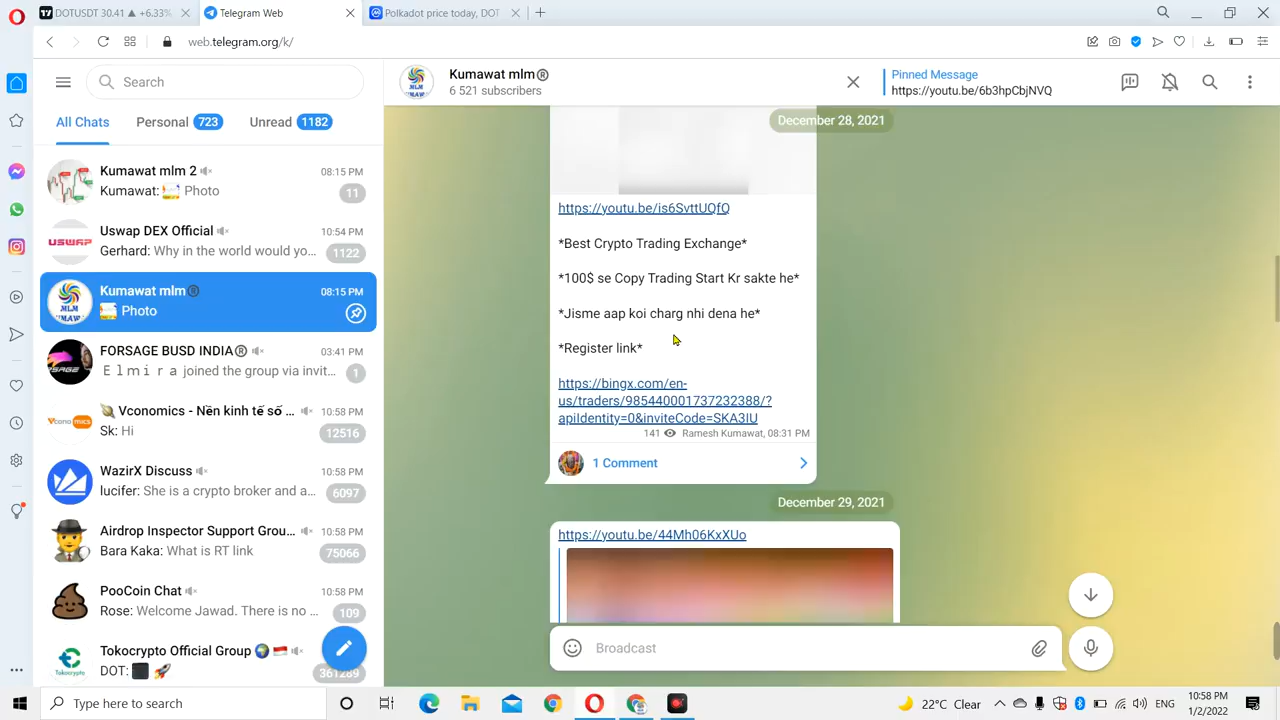 DOTUSDT 30.41 ▲ +6.33%
Telegram Web
Polkadot price today, DOT
web.telegram.org/k/
Search
All Chats
Personal 723
Unread 1182
Kumawat mlm 2
08:15 PM
Kumawat: Photo
11
Uswap DEX Official
10:54 PM
Gerhard: Why in the world would yo...
1122
USWAP
Kumawat mlm®
08:15 PM
Photo
FORSAGE BUSD INDIA®
03:41 PM
Elmira joined the group via invit...
1
Vconomics - Nền kinh tế số ...
10:58 PM
Sk: Hi
12516
WazirX Discuss
10:58 PM
lucifer: She is a crypto broker and a...
6097
Airdrop Inspector Support Grou...
10:58 PM
Bara Kaka: What is RT link
75066
PooCoin Chat
10:58 PM
Rose: Welcome Jawad. There is no ...
109
Tokocrypto Official Group
10:58 PM
DOT:
361289
Kumawat mlm®
6 521 subscribers
Pinned Message
https://youtu.be/6b3hpCbjNVQ
December 28, 2021
https://youtu.be/is6SvttUQfQ
*Best Crypto Trading Exchange*
*100$ se Copy Trading Start Kr sakte he*
*Jisme aap koi charg nhi dena he*
*Register link*
https://bingx.com/en-
us/traders/985440001737232388/?
apiIdentity=0&inviteCode=SKA3IU
141 Ramesh Kumawat, 08:31 PM
1 Comment
December 29, 2021
https://youtu.be/44Mh06KxXUo
Broadcast
Type here to search
22°C Clear
ENG
10:58 PM
1/2/2022